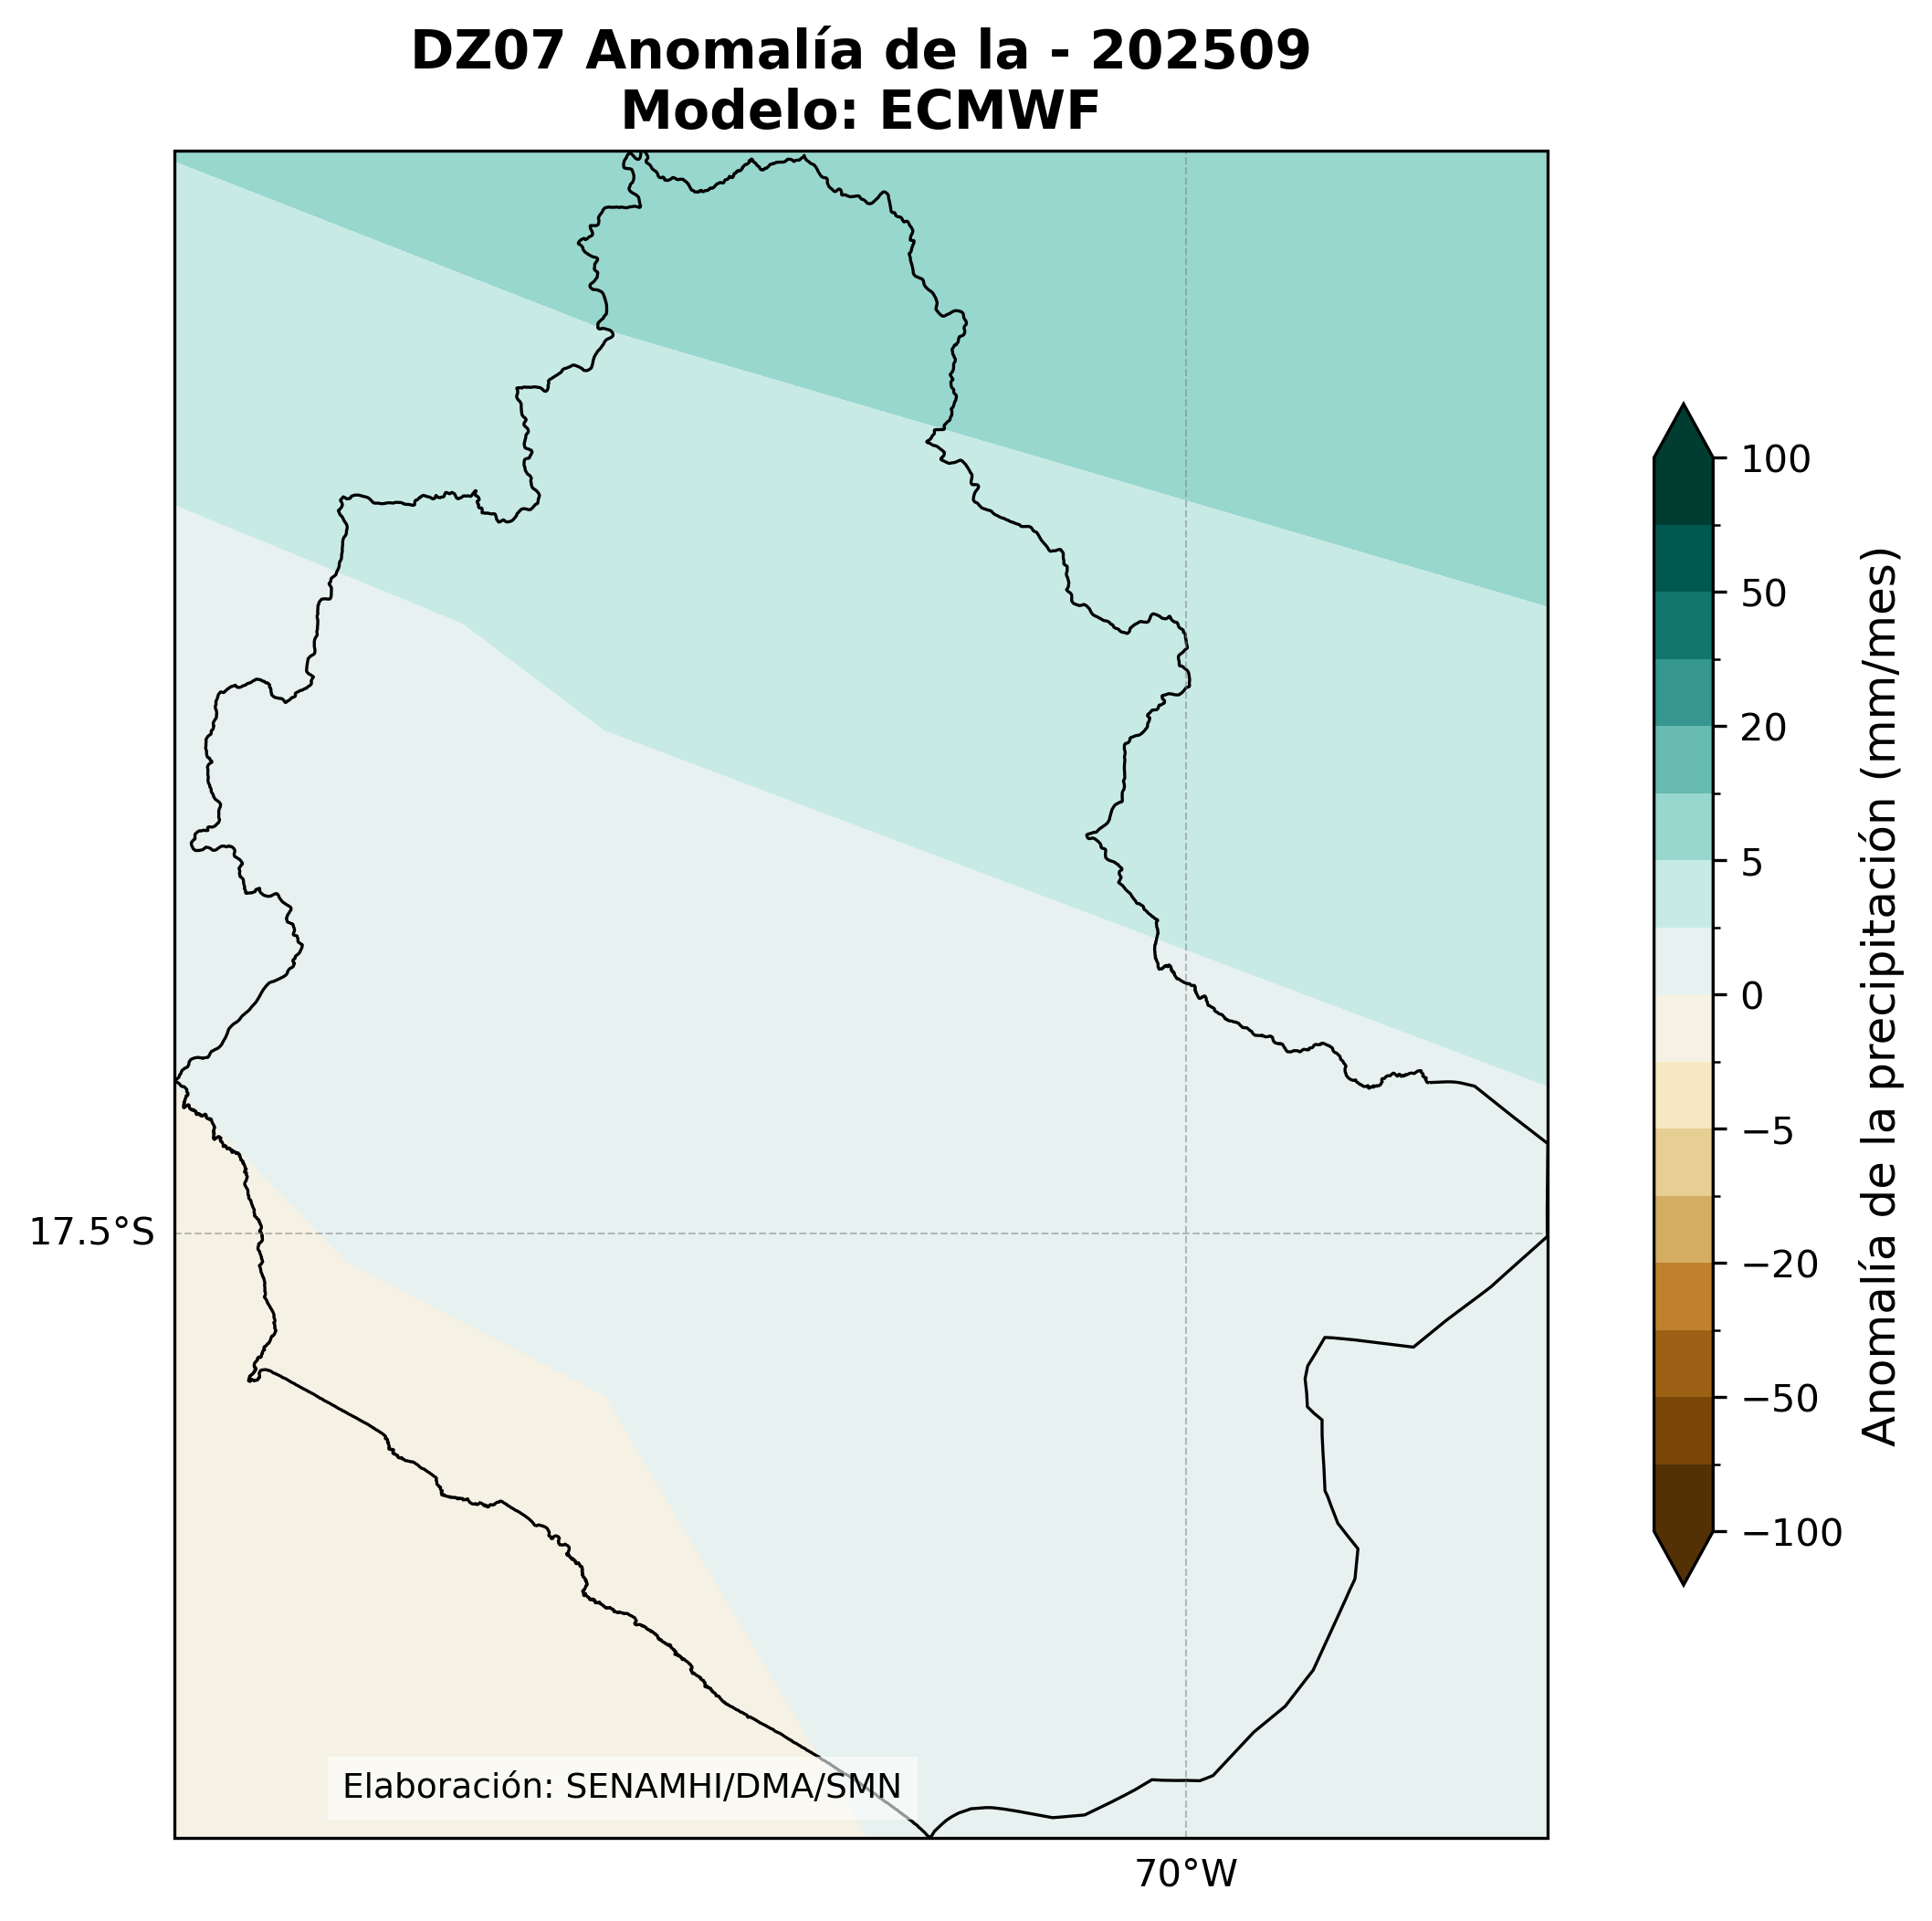 DZ07 Anomalía de la - 202509
Modelo: ECMWF
100
50
20
5
0
−5
−20
−50
−100
Anomalía de la precipitación (mm/mes)
17.5°S
Elaboración: SENAMHI/DMA/SMN
70°W